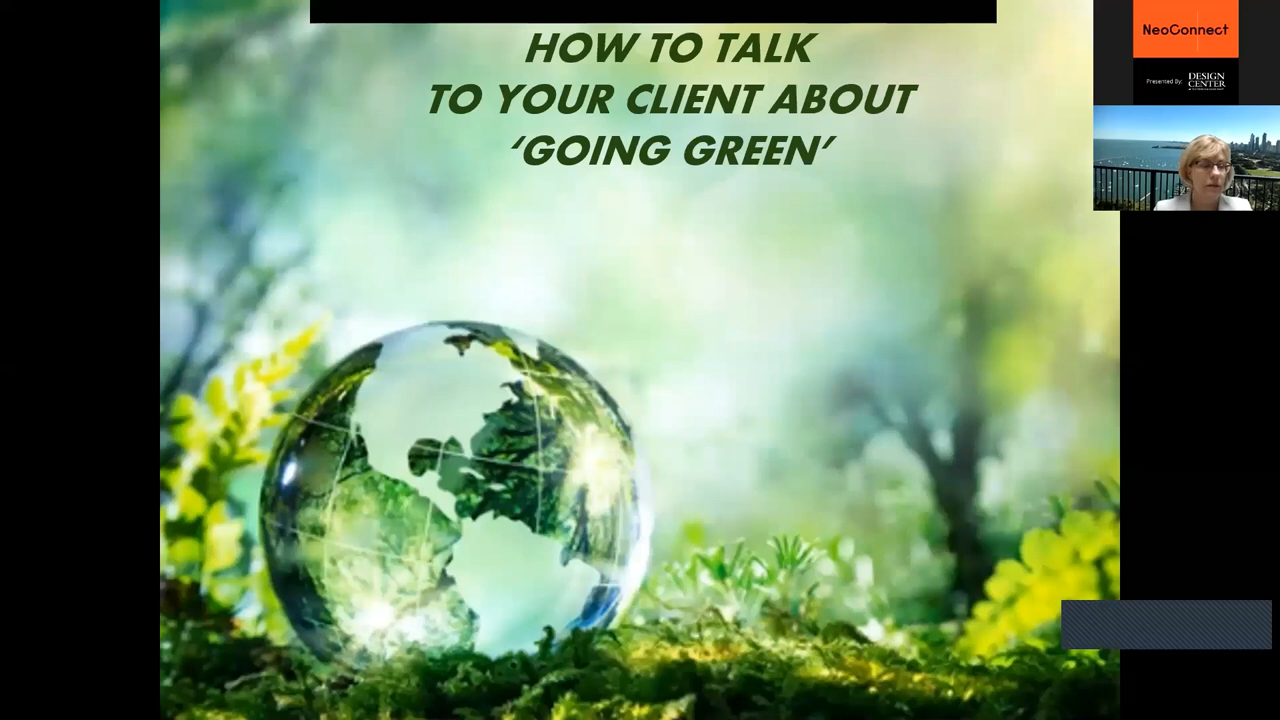 HOW TO TALK
TO YOUR CLIENT ABOUT
‘GOING GREEN’
NeoConnect
Presented By:
DESIGN
CENTER